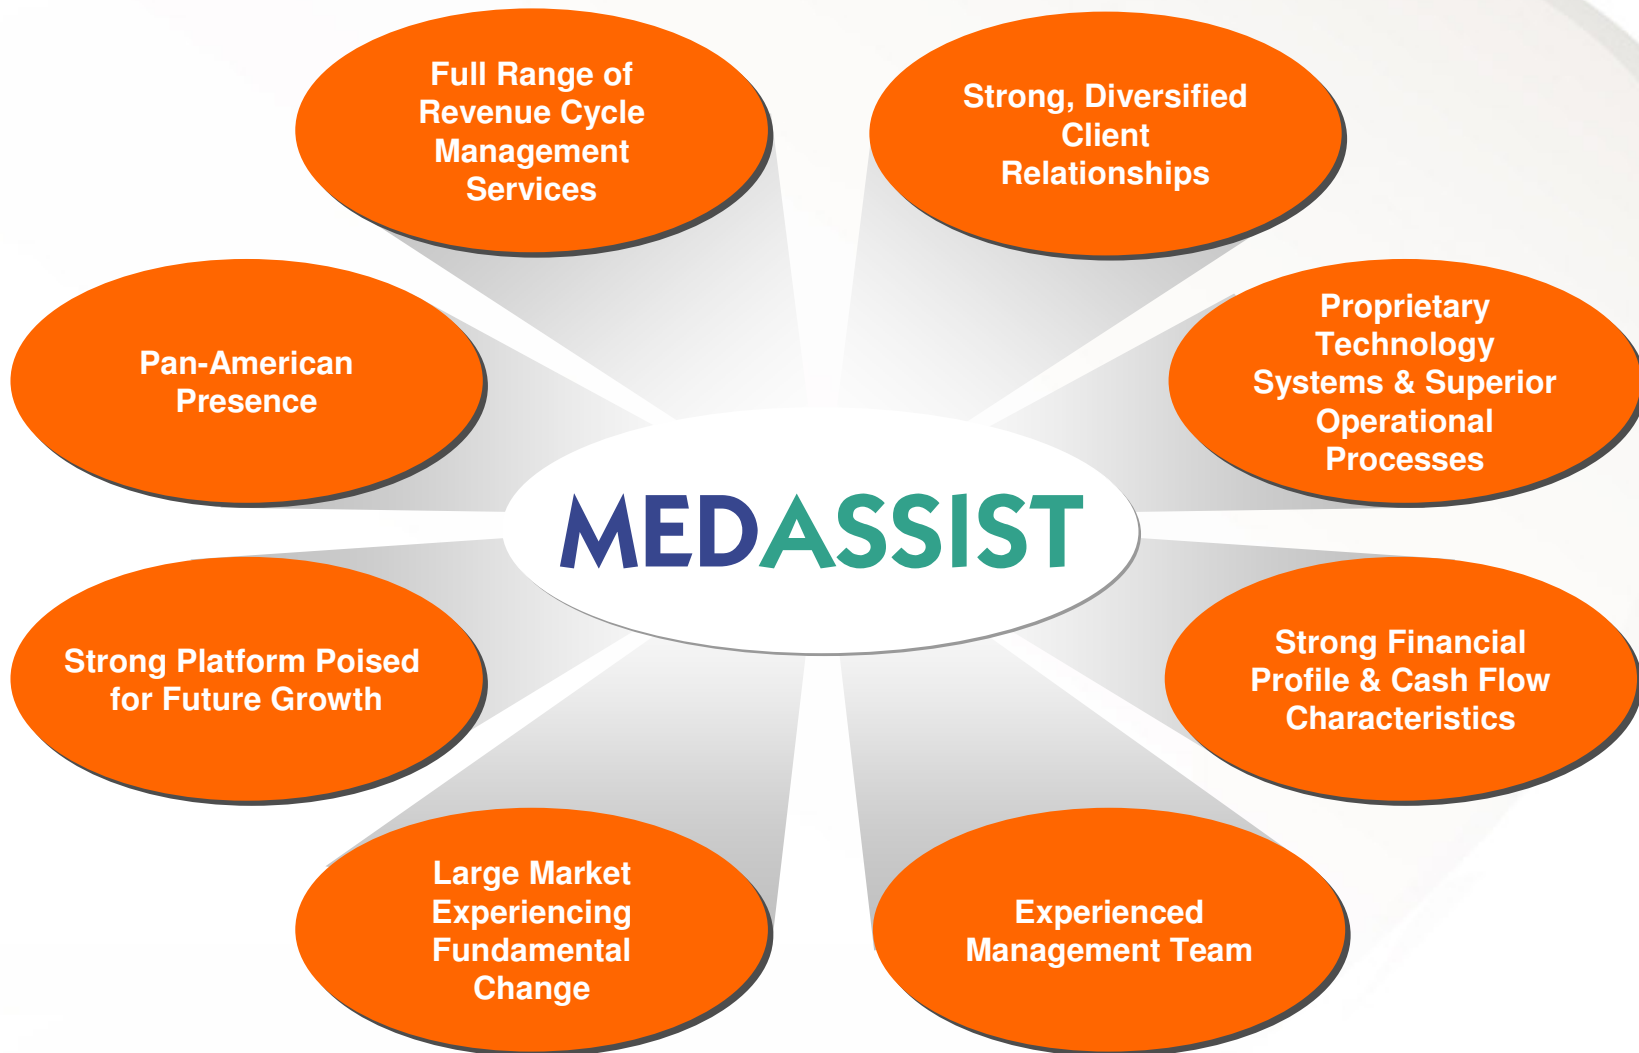 Full Range of
Revenue Cycle
Management
Services
Strong, Diversified
Client
Relationships
Pan-American
Presence
Proprietary
Technology
Systems & Superior
Operational
Processes
MEDASSIST
Strong Platform Poised
for Future Growth
Strong Financial
Profile & Cash Flow
Characteristics
Large Market
Experiencing
Fundamental
Change
Experienced
Management Team